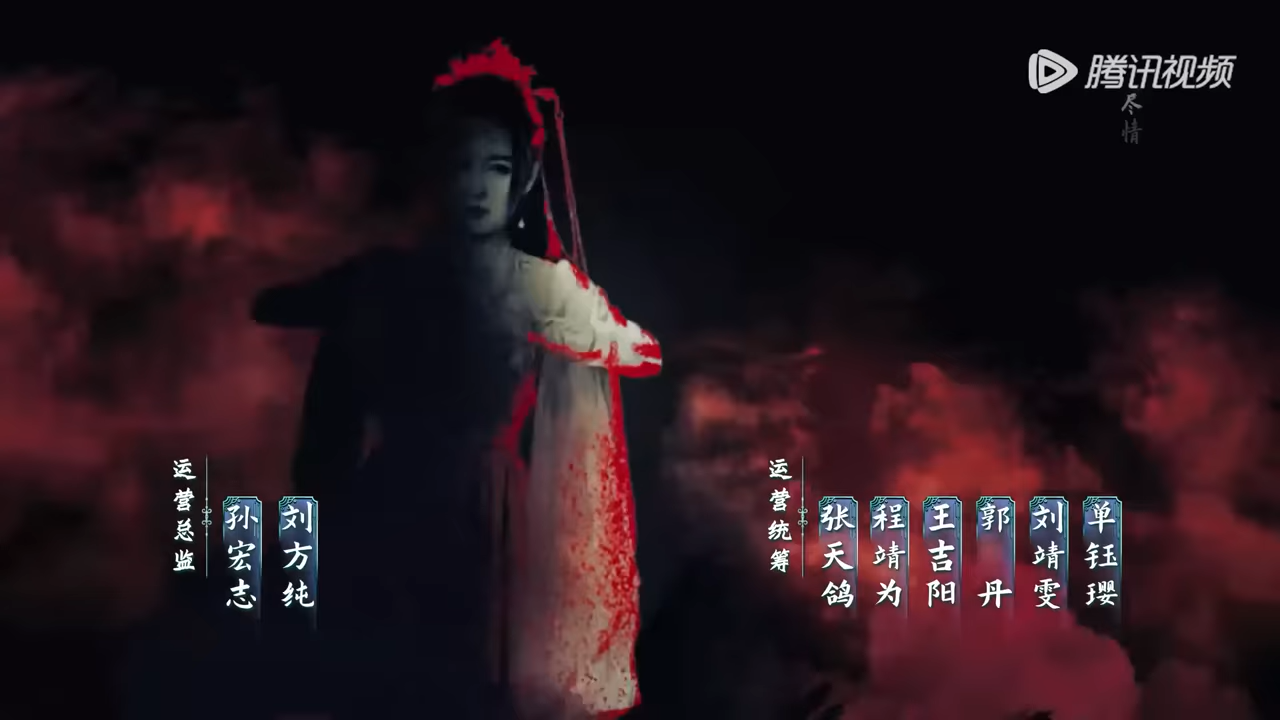 腾讯视频
尽情
运营总监
孙宏志
刘方纯
运营统筹
张天鸽
程靖为
王吉阳
郭丹
刘靖雯
单钰璎